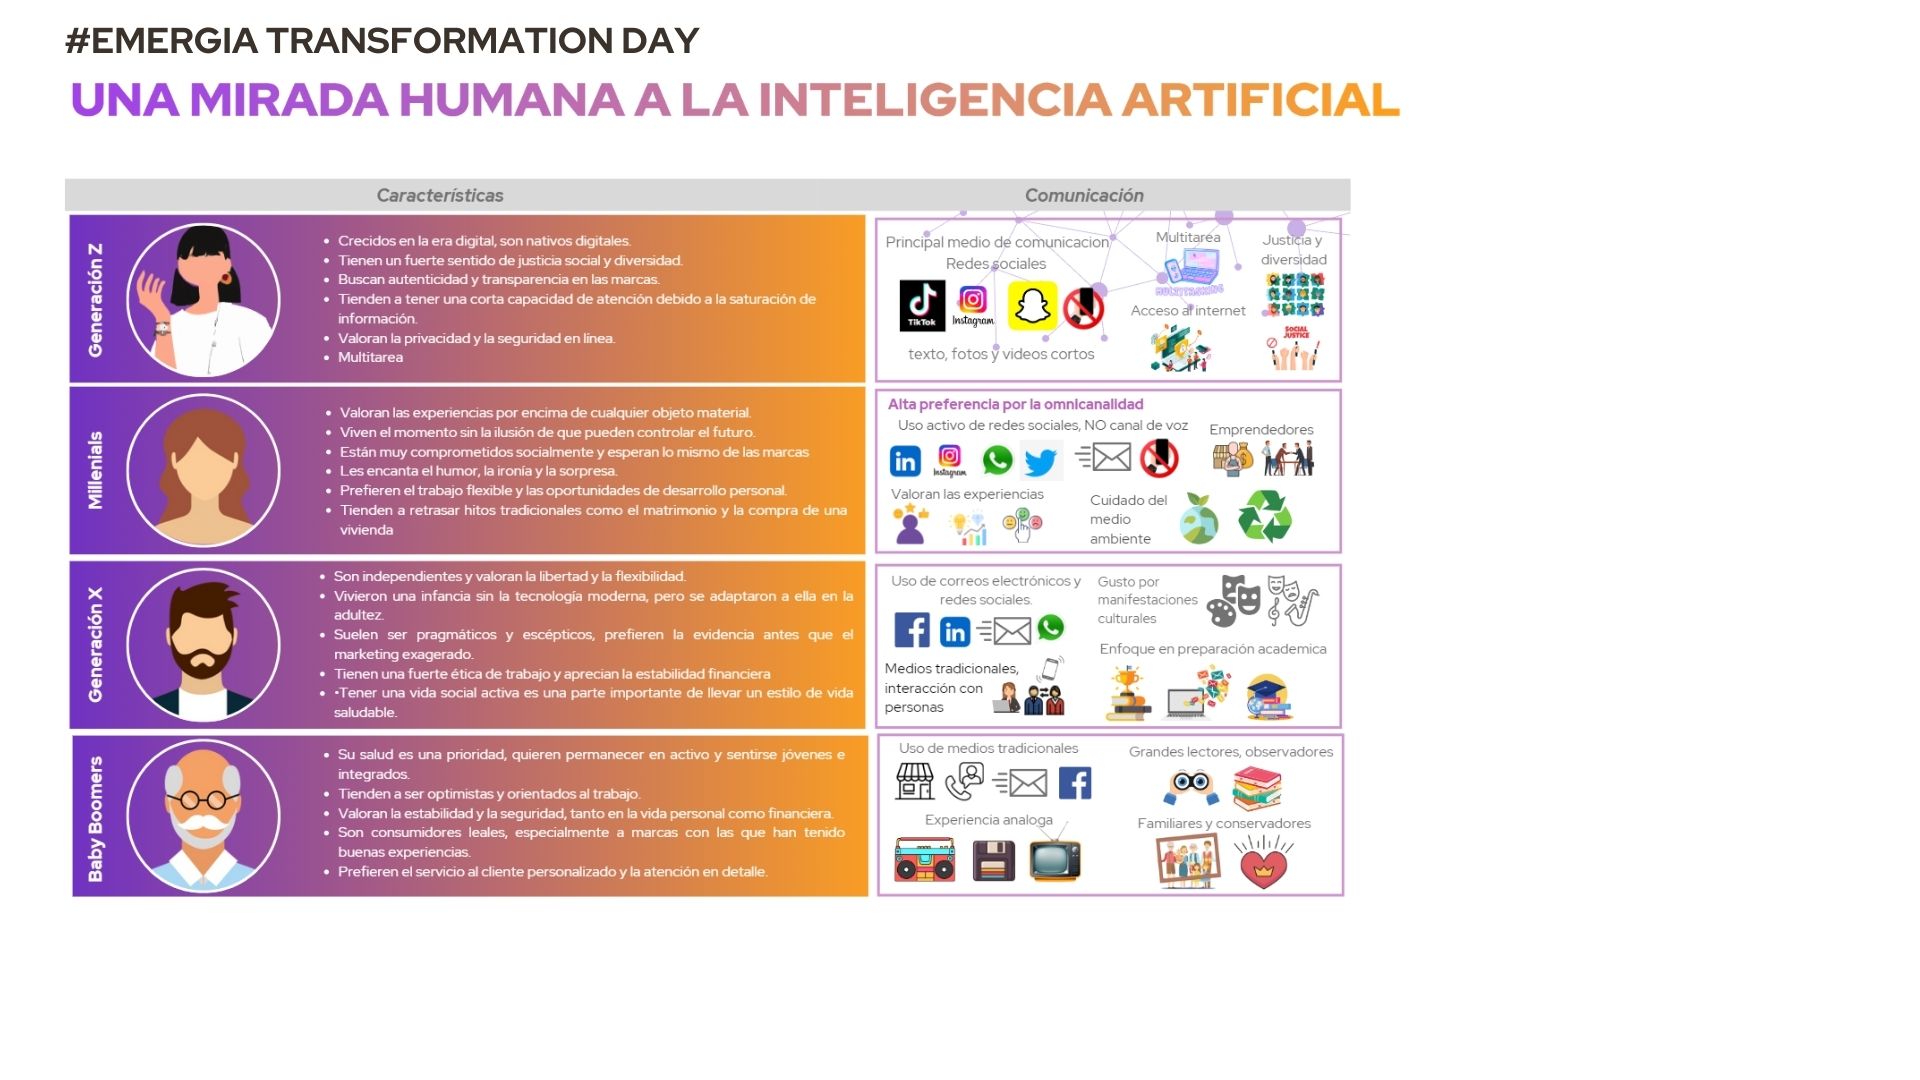 #EMERGIA TRANSFORMATION DAY
UNA MIRADA HUMANA A LA INTELIGENCIA ARTIFICIAL
Características
Comunicación
Generación Z
Crecidos en la era digital, son nativos digitales.
Tienen un fuerte sentido de justicia social y diversidad.
Buscan autenticidad y transparencia en las marcas.
Tienden a tener una corta capacidad de atención debido a la saturación de
información.
Valoran la privacidad y la seguridad en línea.
Multitarea
Principal medio de comunicacion
Redes sociales
TikTok
Instagram
texto, fotos y videos cortos
Multitarea
MULTITASKING
Acceso al internet
Justicia y
diversidad
SOCIAL
JUSTICE
Millenials
Valoran las experiencias por encima de cualquier objeto material.
Viven el momento sin la ilusión de que pueden controlar el futuro.
Están muy comprometidos socialmente y esperan lo mismo de las marcas
Les encanta el humor, la ironía y la sorpresa.
Prefieren el trabajo flexible y las oportunidades de desarrollo personal.
Tienden a retrasar hitos tradicionales como el matrimonio y la compra de una
vivienda
Alta preferencia por la omnicanalidad
Uso activo de redes sociales, NO canal de voz
in
Instagram
Emprendedores
Valoran las experiencias
Cuidado del
medio
ambiente
Generación X
Son independientes y valoran la libertad y la flexibilidad.
Vivieron una infancia sin la tecnología moderna, pero se adaptaron a ella en la
adultez.
Suelen ser pragmáticos y escépticos, prefieren la evidencia antes que el
marketing exagerado.
Tienen una fuerte ética de trabajo y aprecian la estabilidad financiera
•Tener una vida social activa es una parte importante de llevar un estilo de vida
saludable.
Uso de correos electrónicos y
redes sociales.
f
in
Medios tradicionales,
interacción con
personas
Gusto por
manifestaciones
culturales
Enfoque en preparación academica
Baby Boomers
Su salud es una prioridad, quieren permanecer en activo y sentirse jóvenes e
integrados.
Tienden a ser optimistas y orientados al trabajo.
Valoran la estabilidad y la seguridad, tanto en la vida personal como financiera.
Son consumidores leales, especialmente a marcas con las que han tenido
buenas experiencias.
Prefieren el servicio al cliente personalizado y la atención en detalle.
Uso de medios tradicionales
f
Experiencia analoga
Grandes lectores, observadores
Familiares y conservadores